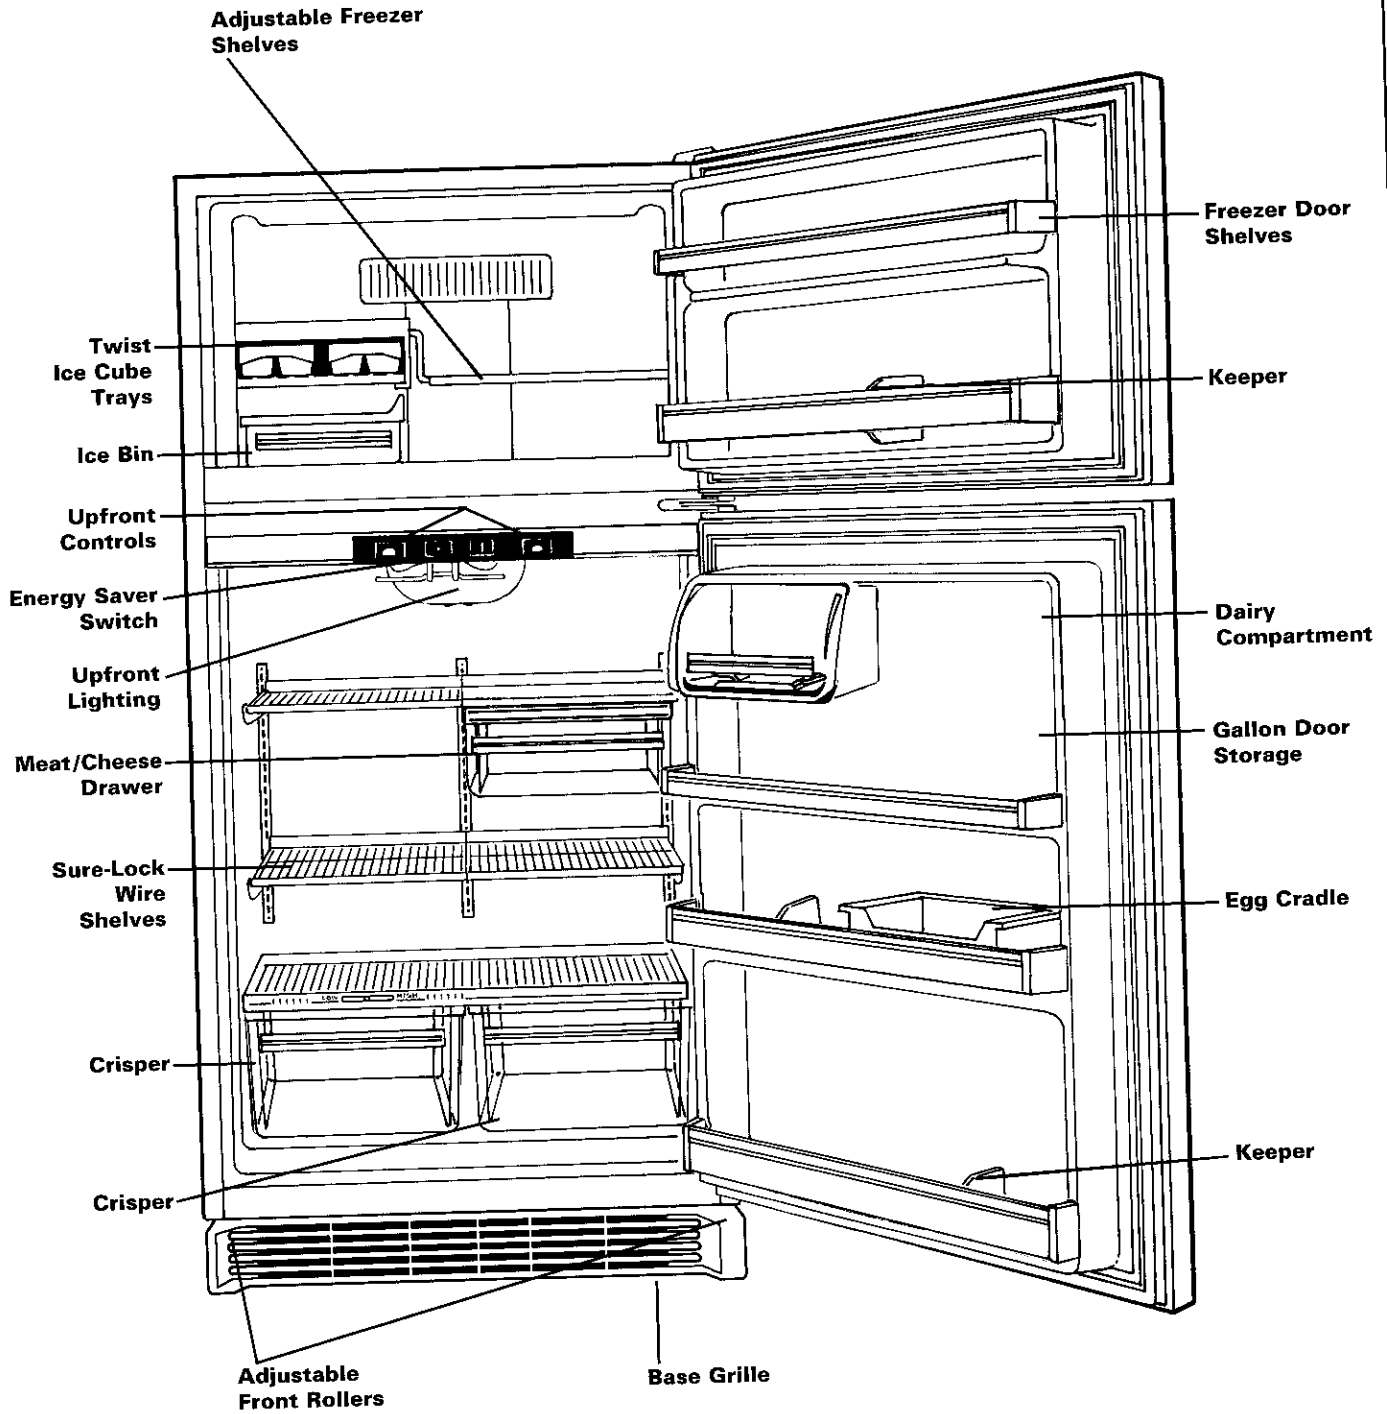 Adjustable Freezer
Shelves
Freezer Door
Shelves
Twist
Ice Cube
Trays
Keeper
Ice Bin
Upfront
Controls
Energy Saver
Switch
Dairy
Compartment
Upfront
Lighting
Gallon Door
Storage
Meat/Cheese
Drawer
Sure-Lock
Wire
Shelves
Egg Cradle
LOW HIGH
Crisper
Keeper
Crisper
Adjustable
Front Rollers
Base Grille